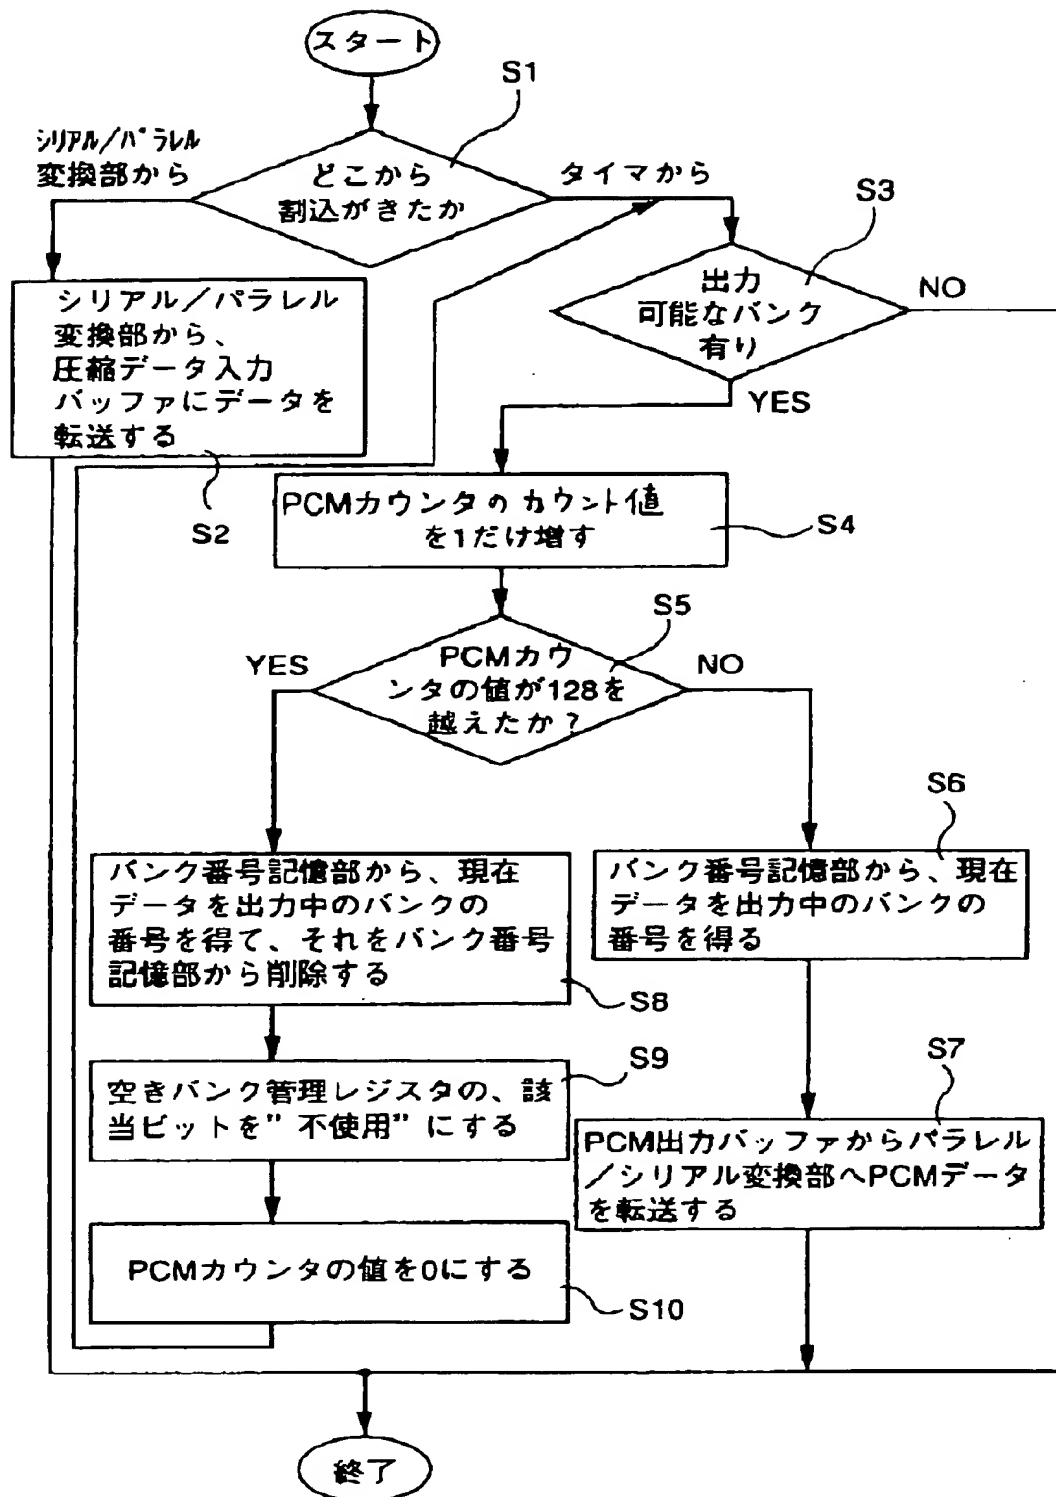 スタート
S1
シリアル/パラレル
変換部から
どこから
割込がきたか
タイマから
S3
出力
可能なバンク
有り
NO
YES
シリアル/パラレル
変換部から、
圧縮データ入力
バッファにデータを
転送する
S2
PCMカウンタのカウント値
を1だけ増す
S4
S5
PCMカウ
ンタの値が128を
越えたか?
YES
NO
S6
バンク番号記憶部から、現在
データを出力中のバンクの
番号を得て、それをバンク番号
記憶部から削除する
S8
バンク番号記憶部から、現在
データを出力中のバンクの
番号を得る
S9
空きバンク管理レジスタの、該
当ビットを”不使用”にする
S7
PCM出力バッファからパラレル
/シリアル変換部へPCMデータ
を転送する
PCMカウンタの値を0にする
S10
終了